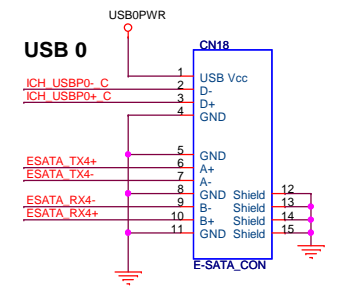 USB0PWR
USB 0
CN18
1 USB Vcc
ICH_USBP0-_C 2 D-
ICH_USBP0+_C 3 D+
4 GND
5 GND
ESATA_TX4+ 6 A+
ESATA_TX4- 7 A-
8 GND Shield 12
ESATA_RX4- 9 B- Shield 13
ESATA_RX4+ 10 B+ Shield 14
11 GND Shield 15
E-SATA_CON